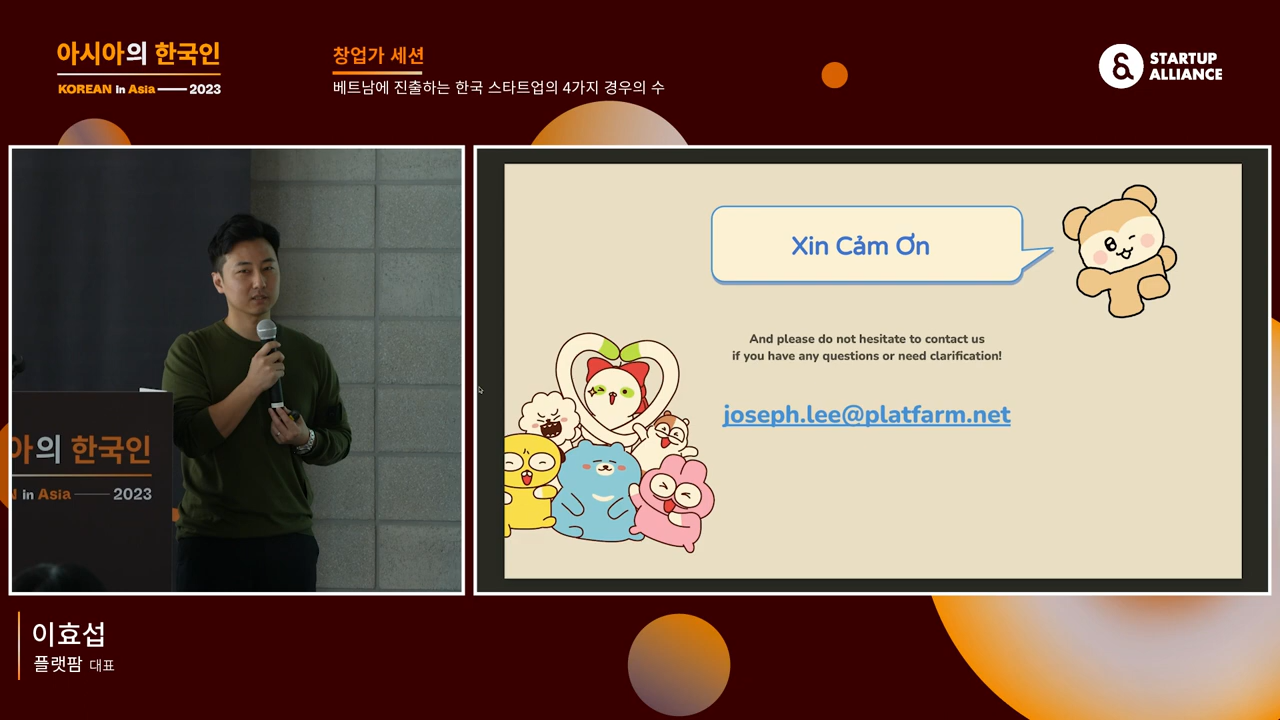 아시아의 한국인
KOREAN in Asia 2023
창업가 세션
베트남에 진출하는 한국 스타트업의 4가지 경우의 수
STARTUP
ALLIANCE
아의 한국인
N in Asia 2023
Xin Cảm Ơn
And please do not hesitate to contact us
if you have any questions or need clarification!
joseph.lee@platfarm.net
이효섭
플랫팜 대표